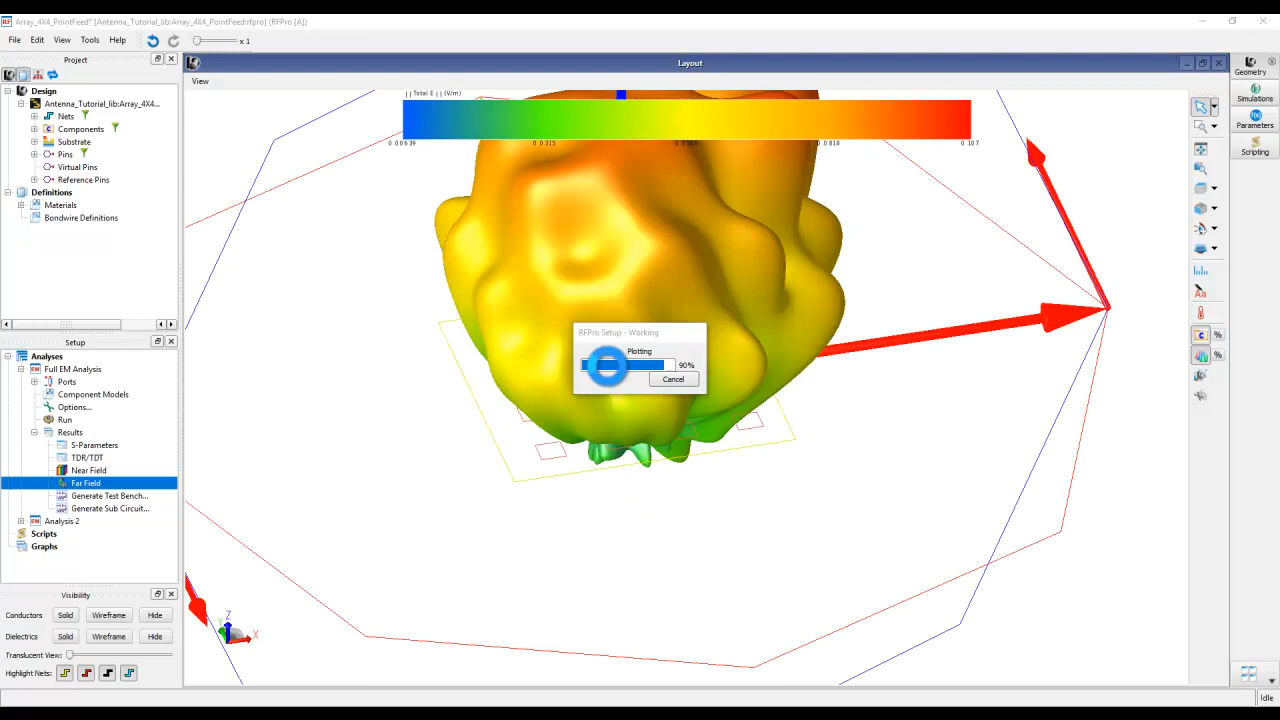 Array_4X4_PointFeed* [Antenna_Tutorial_lib:Array_4X4_PointFeed:rfpro] (RFPro) [A]
File Edit View Tools Help
x 1
Project
Design
Antenna_Tutorial_lib:Array_4X4...
Nets
Components
Substrate
Pins
Virtual Pins
Reference Pins
Definitions
Materials
Bondwire Definitions
Setup
Analyses
Full EM Analysis
Ports
Component Models
Options...
Run
Results
S-Parameters
TDR/TDT
Near Field
Far Field
Generate Test Bench...
Generate Sub Circuit...
Analysis 2
Scripts
Graphs
Visibility
Conductors Solid Wireframe Hide
Dielectrics Solid Wireframe Hide
Translucent View:
Highlight Nets:
Layout
View
|| Total E || (V/m)
0.00639 0.315 0.818 0.107
RFPro Setup - Working
Plotting
90%
Cancel
Z
Y
X
Geometry
Simulations
Parameters
Scripting
%
%
Idle